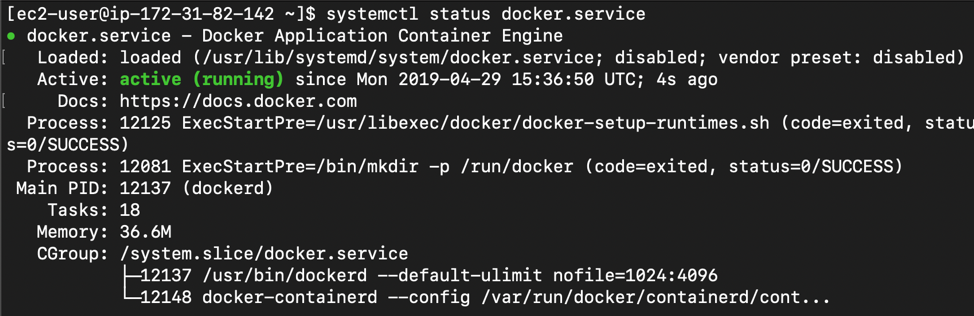 [ec2-user@ip-172-31-82-142 ~]$ systemctl status docker.service
● docker.service - Docker Application Container Engine
[   Loaded: loaded (/usr/lib/systemd/system/docker.service; disabled; vendor preset: disabled)
   Active: active (running) since Mon 2019-04-29 15:36:50 UTC; 4s ago
[     Docs: https://docs.docker.com
  Process: 12125 ExecStartPre=/usr/libexec/docker/docker-setup-runtimes.sh (code=exited, statu
s=0/SUCCESS)
  Process: 12081 ExecStartPre=/bin/mkdir -p /run/docker (code=exited, status=0/SUCCESS)
 Main PID: 12137 (dockerd)
    Tasks: 18
   Memory: 36.6M
   CGroup: /system.slice/docker.service
           ├─12137 /usr/bin/dockerd --default-ulimit nofile=1024:4096
           └─12148 docker-containerd --config /var/run/docker/containerd/cont...